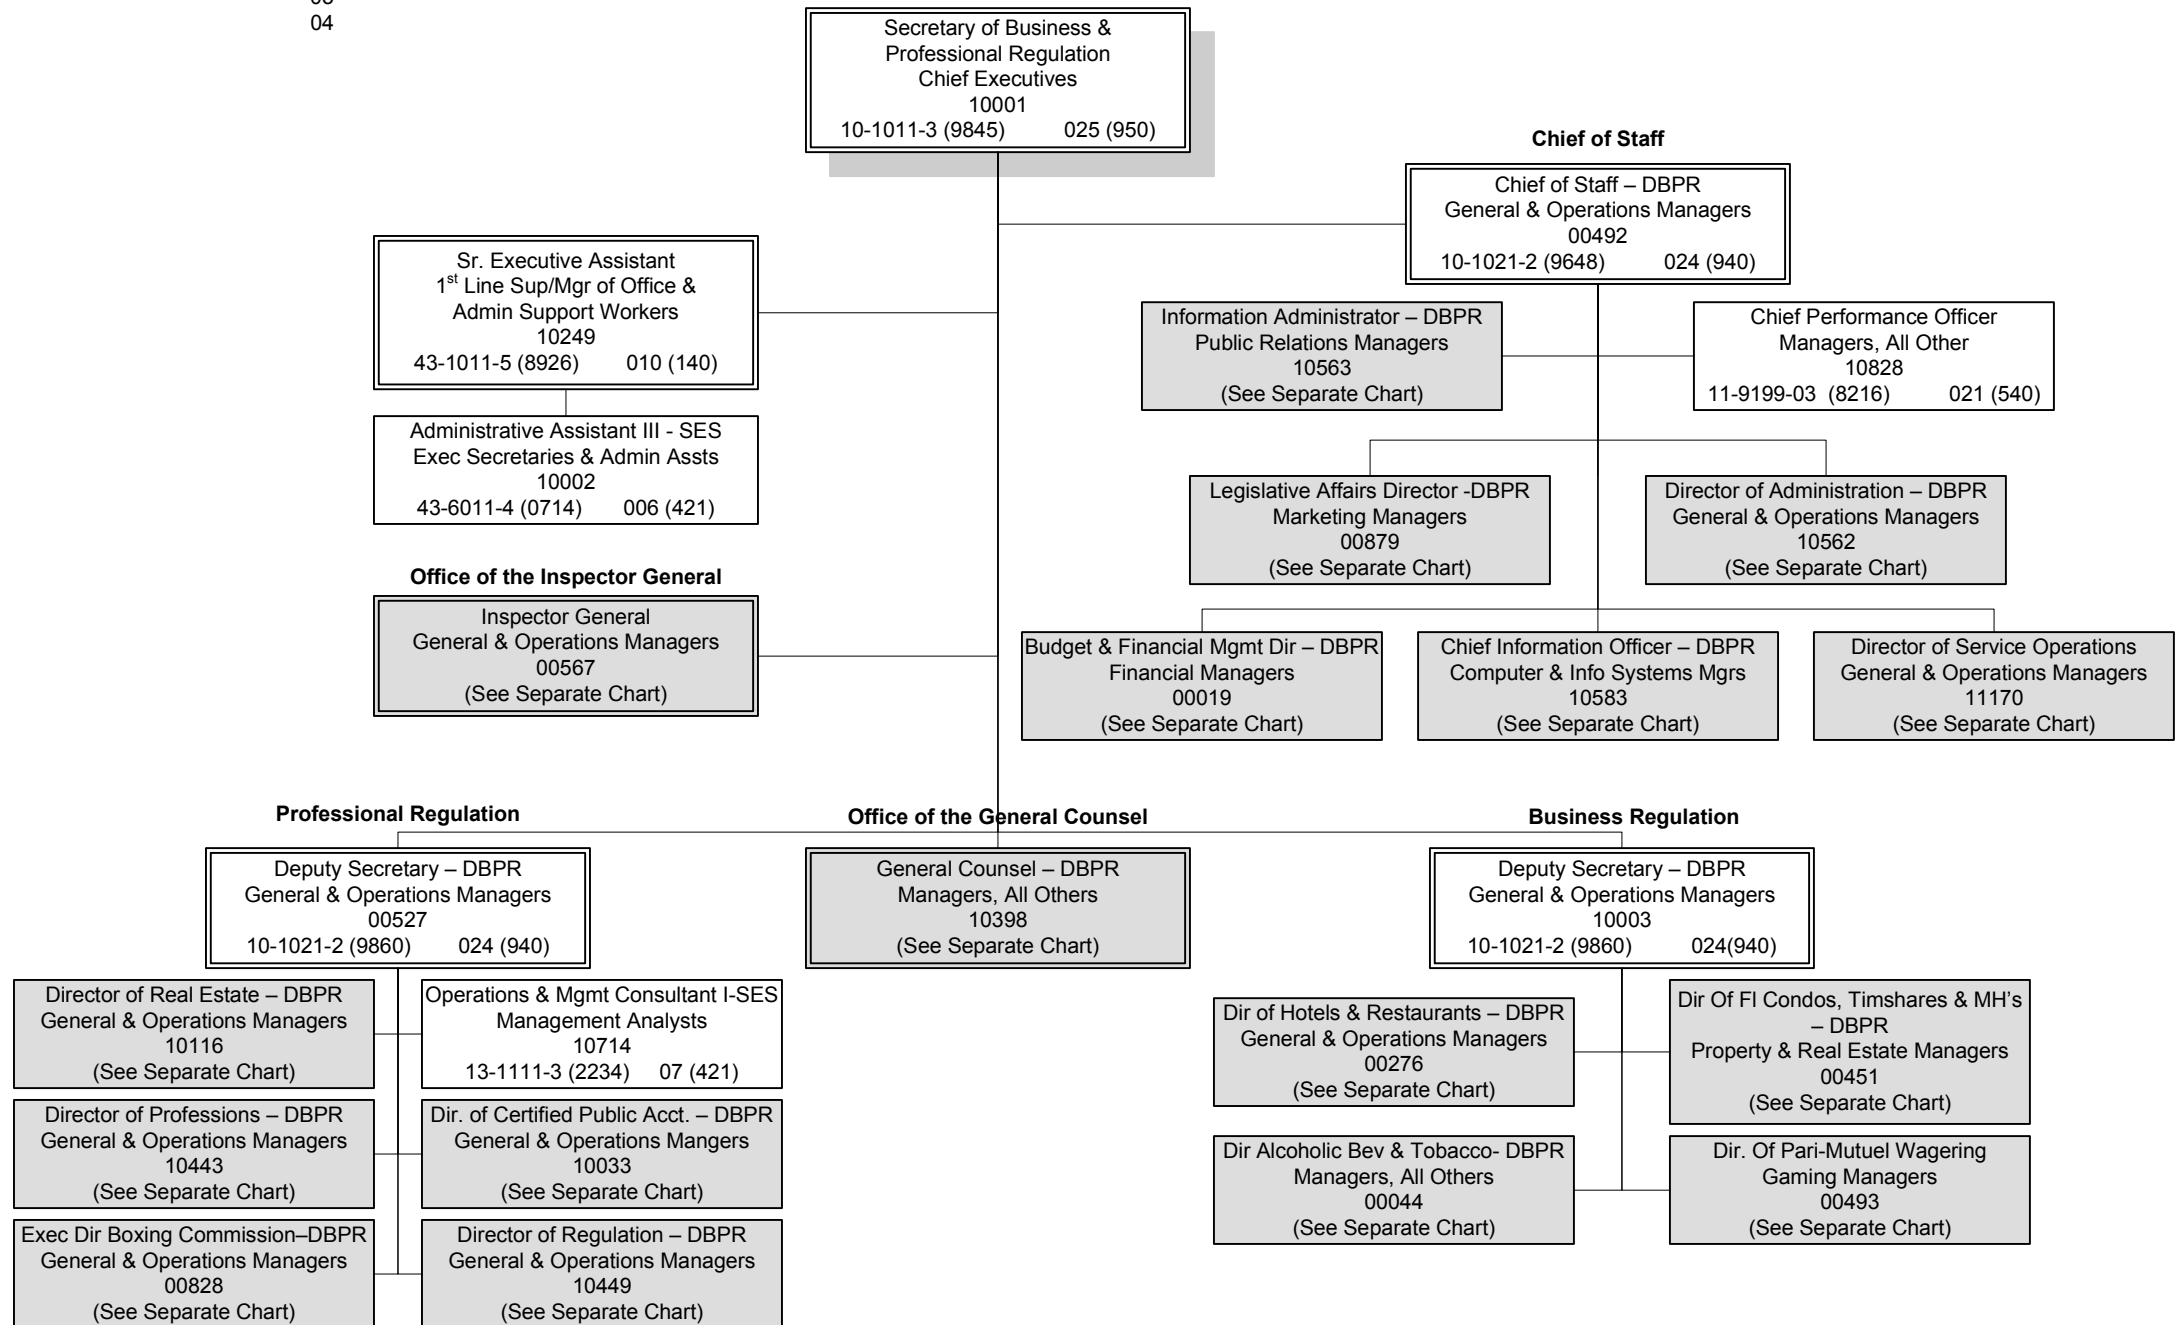 04
Secretary of Business &
Professional Regulation
Chief Executives
10001
10-1011-3 (9845) 025 (950)
Chief of Staff
Chief of Staff – DBPR
General & Operations Managers
00492
10-1021-2 (9648) 024 (940)
Sr. Executive Assistant
1st Line Sup/Mgr of Office &
Admin Support Workers
10249
43-1011-5 (8926) 010 (140)
Information Administrator – DBPR
Public Relations Managers
10563
(See Separate Chart)
Chief Performance Officer
Managers, All Other
10828
11-9199-03 (8216) 021 (540)
Administrative Assistant III - SES
Exec Secretaries & Admin Assts
10002
43-6011-4 (0714) 006 (421)
Legislative Affairs Director -DBPR
Marketing Managers
00879
(See Separate Chart)
Director of Administration – DBPR
General & Operations Managers
10562
(See Separate Chart)
Office of the Inspector General
Inspector General
General & Operations Managers
00567
(See Separate Chart)
Budget & Financial Mgmt Dir – DBPR
Financial Managers
00019
(See Separate Chart)
Chief Information Officer – DBPR
Computer & Info Systems Mgrs
10583
(See Separate Chart)
Director of Service Operations
General & Operations Managers
11170
(See Separate Chart)
Professional Regulation
Office of the General Counsel
Business Regulation
Deputy Secretary – DBPR
General & Operations Managers
00527
10-1021-2 (9860) 024 (940)
General Counsel – DBPR
Managers, All Others
10398
(See Separate Chart)
Deputy Secretary – DBPR
General & Operations Managers
10003
10-1021-2 (9860) 024(940)
Director of Real Estate – DBPR
General & Operations Managers
10116
(See Separate Chart)
Operations & Mgmt Consultant I-SES
Management Analysts
10714
13-1111-3 (2234) 07 (421)
Dir of Hotels & Restaurants – DBPR
General & Operations Managers
00276
(See Separate Chart)
Dir Of Fl Condos, Timshares & MH's
– DBPR
Property & Real Estate Managers
00451
(See Separate Chart)
Director of Professions – DBPR
General & Operations Managers
10443
(See Separate Chart)
Dir. of Certified Public Acct. – DBPR
General & Operations Mangers
10033
(See Separate Chart)
Dir Alcoholic Bev & Tobacco- DBPR
Managers, All Others
00044
(See Separate Chart)
Dir. Of Pari-Mutuel Wagering
Gaming Managers
00493
(See Separate Chart)
Exec Dir Boxing Commission–DBPR
General & Operations Managers
00828
(See Separate Chart)
Director of Regulation – DBPR
General & Operations Managers
10449
(See Separate Chart)